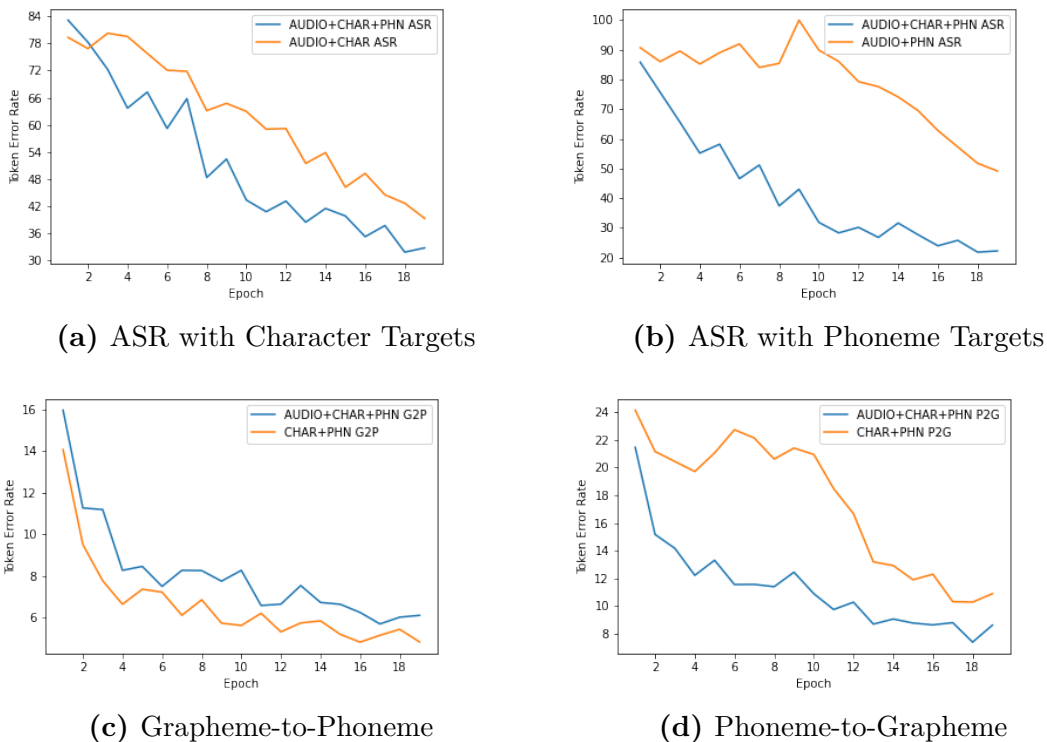 84
78
72
66
60
54
48
42
36
30
Token Error Rate
AUDIO+CHAR+PHN ASR
AUDIO+CHAR ASR
2 4 6 8 10 12 14 16 18
Epoch
(a) ASR with Character Targets
100
90
80
70
60
50
40
30
20
Token Error Rate
AUDIO+CHAR+PHN ASR
AUDIO+PHN ASR
2 4 6 8 10 12 14 16 18
Epoch
(b) ASR with Phoneme Targets
16
14
12
10
8
6
Token Error Rate
AUDIO+CHAR+PHN G2P
CHAR+PHN G2P
2 4 6 8 10 12 14 16 18
Epoch
(c) Grapheme-to-Phoneme
24
22
20
18
16
14
12
10
8
Token Error Rate
AUDIO+CHAR+PHN P2G
CHAR+PHN P2G
2 4 6 8 10 12 14 16 18
Epoch
(d) Phoneme-to-Grapheme